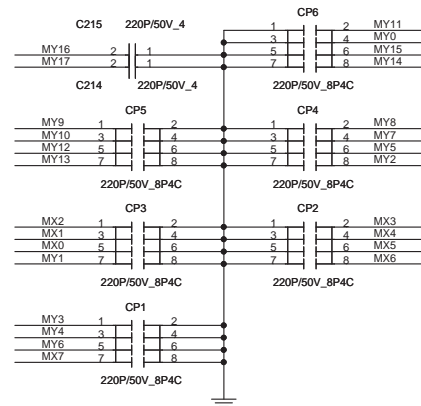 C215 220P/50V_4 CP6
1 2 MY11
MY16 2 1 3 4 MY0
MY17 2 1 5 6 MY15
7 8 MY14
C214 220P/50V_4 220P/50V_8P4C
CP5 CP4
MY9 1 2 1 2 MY8
MY10 3 4 3 4 MY7
MY12 5 6 5 6 MY5
MY13 7 8 7 8 MY2
220P/50V_8P4C 220P/50V_8P4C
CP3 CP2
MX2 1 2 1 2 MX3
MX1 3 4 3 4 MX4
MX0 5 6 5 6 MX5
MY1 7 8 7 8 MX6
220P/50V_8P4C 220P/50V_8P4C
CP1
MY3 1 2
MY4 3 4
MY6 5 6
MX7 7 8
220P/50V_8P4C